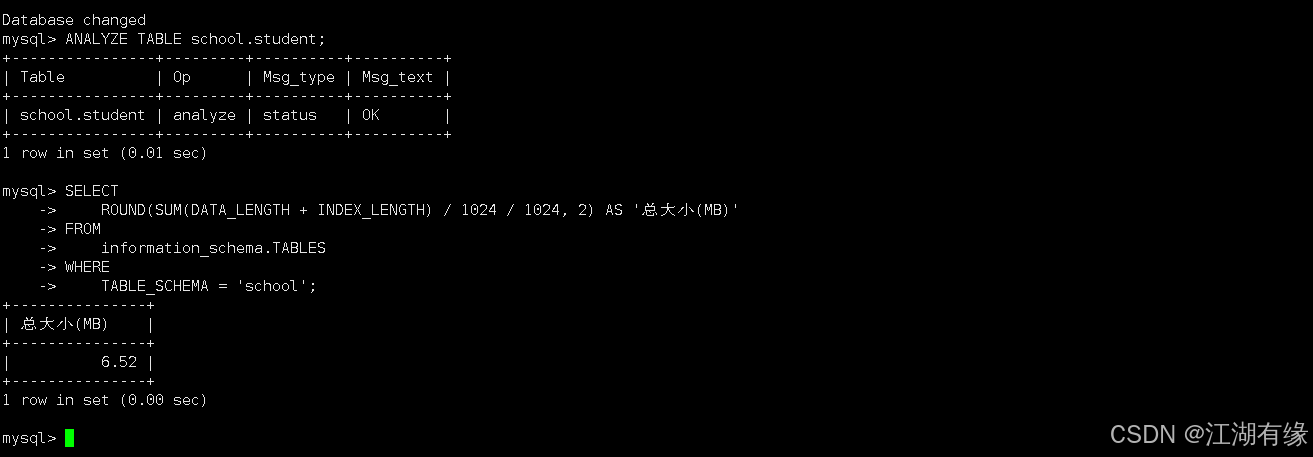 Database changed
mysql> ANALYZE TABLE school.student;
+----------------+---------+----------+----------+
| Table          | Op      | Msg_type | Msg_text |
+----------------+---------+----------+----------+
| school.student | analyze | status   | OK       |
+----------------+---------+----------+----------+
1 row in set (0.01 sec)
mysql> SELECT
    ->     ROUND(SUM(DATA_LENGTH + INDEX_LENGTH) / 1024 / 1024, 2) AS '总大小(MB)'
    -> FROM
    ->     information_schema.TABLES
    -> WHERE
    ->     TABLE_SCHEMA = 'school';
+---------------+
| 总大小(MB)    |
+---------------+
|          6.52 |
+---------------+
1 row in set (0.00 sec)
mysql>
CSDN @江湖有缘